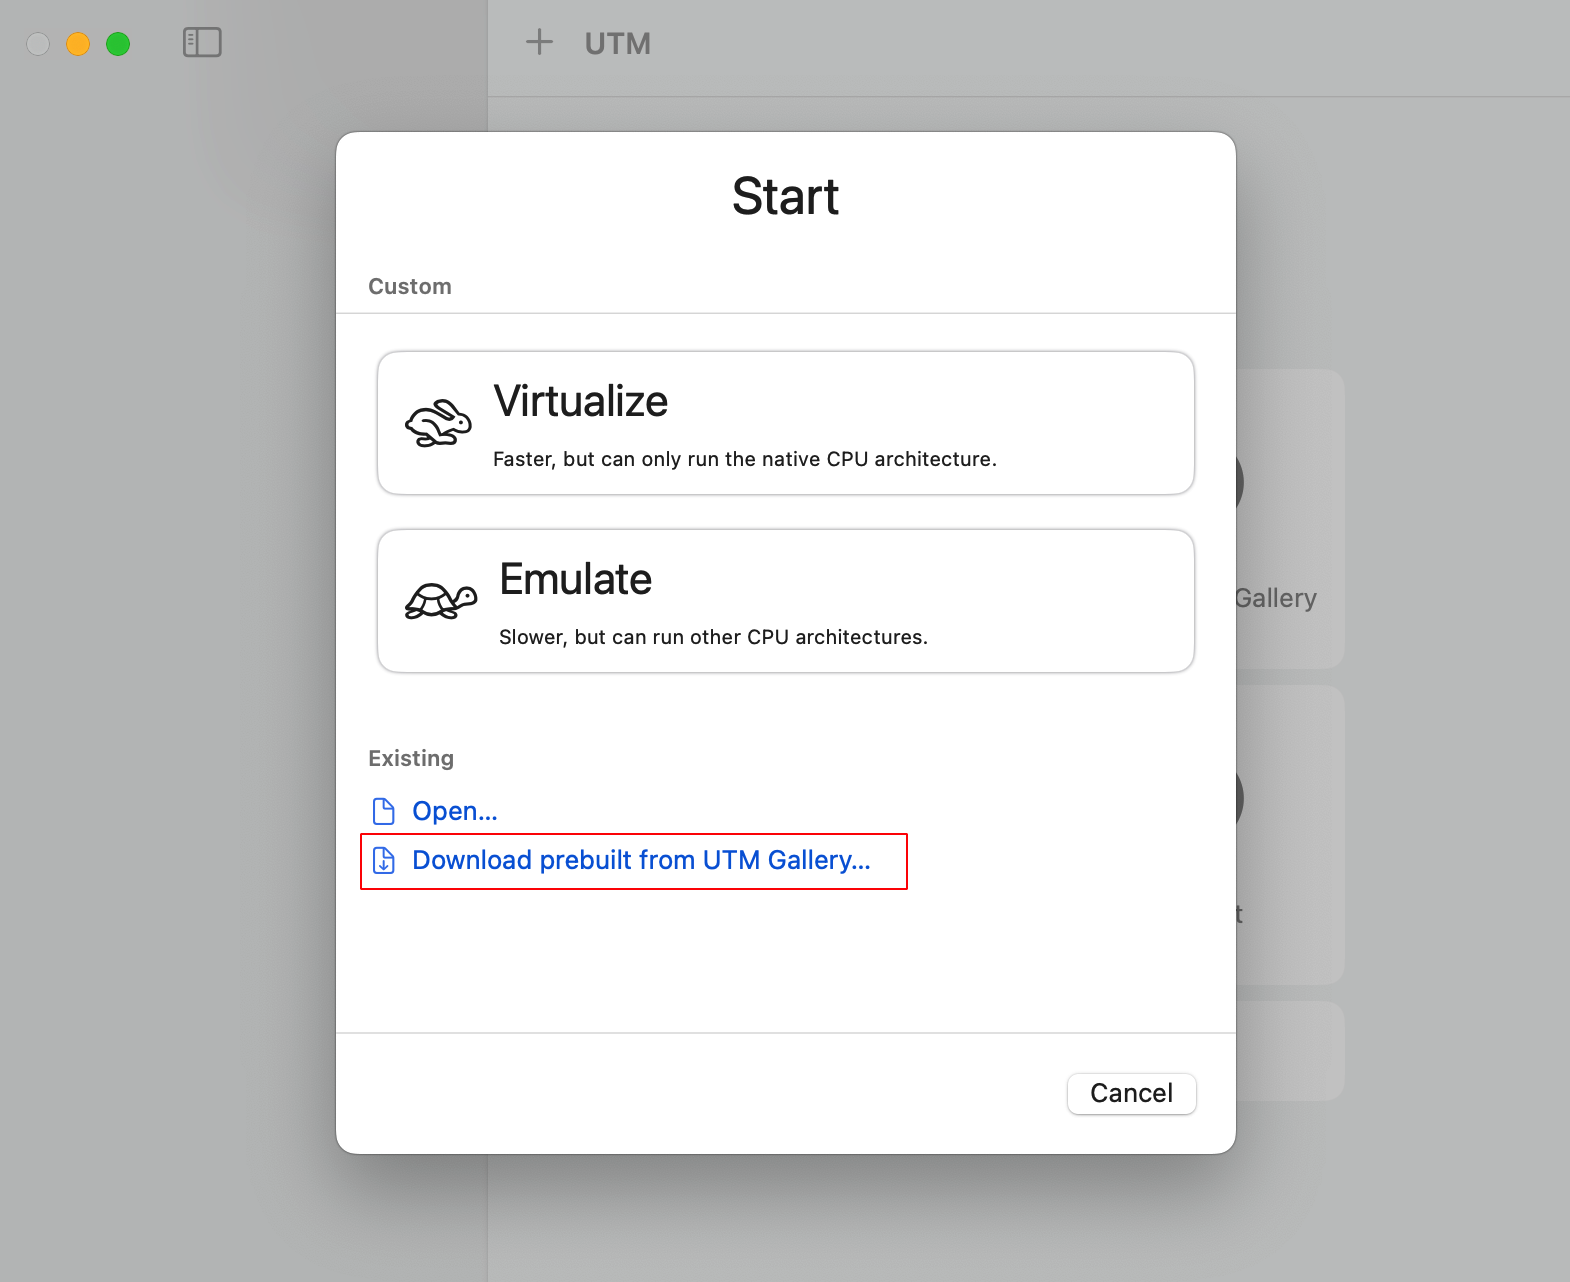 UTM
Start
Custom
Virtualize
Faster, but can only run the native CPU architecture.
Emulate
Slower, but can run other CPU architectures.
Gallery
Existing
Open...
Download prebuilt from UTM Gallery...
t
Cancel